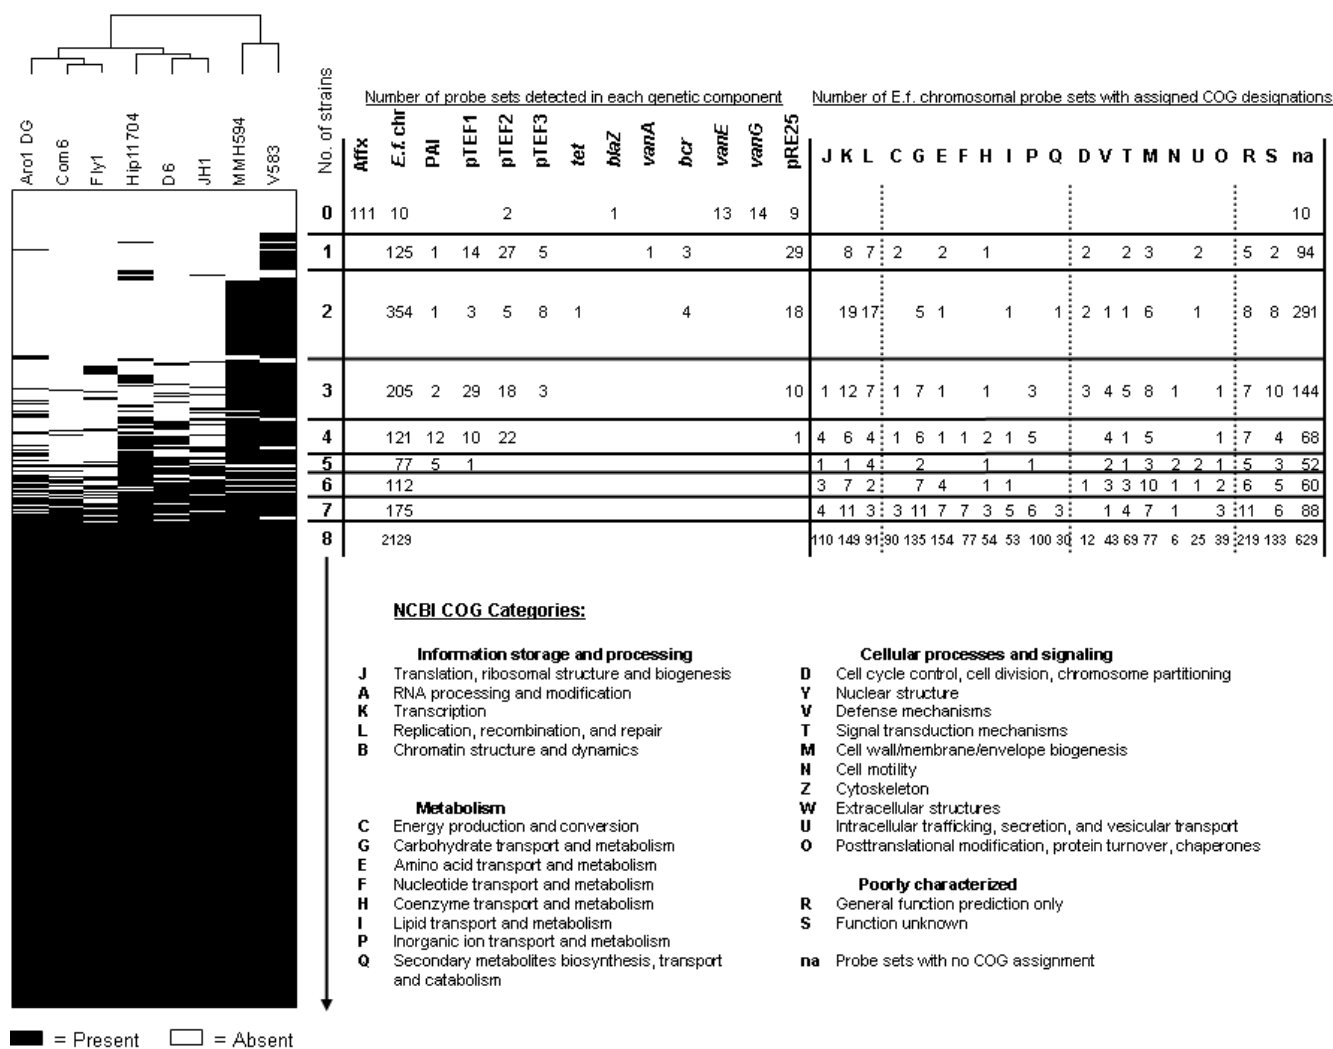 Aro1 DG
Com6
Fly1
Hip11704
D6
JH1
MMH594
V583
No. of strains
Number of probe sets detected in each genetic component
Number of E.f. chromosomal probe sets with assigned COG designations
Affx E.f. chr PAI pTEF1 pTEF2 pTEF3 tet blaZ vanA bcr vanE vanG pRE25 J K L C G E F H I P Q D V T M N U O R S na
0 111 10 2 1 13 14 9 10
1 125 1 14 27 5 1 3 29 8 7 2 2 1 2 2 3 2 5 2 94
2 354 1 3 5 8 1 4 18 19 17 5 1 1 1 2 1 1 6 1 8 8 291
3 205 2 29 18 3 10 1 12 7 1 7 1 1 3 3 4 5 8 1 1 7 10 144
4 121 12 10 22 1 4 6 4 1 6 1 1 2 1 5 4 1 5 1 7 4 68
5 77 5 1 1 1 4 2 1 1 2 1 3 2 2 1 5 3 52
6 112 3 7 2 7 4 1 1 1 3 3 10 1 1 2 6 5 60
7 175 4 11 3 3 11 7 7 3 5 6 3 1 4 7 1 3 11 6 88
8 2129 110 149 91 90 135 154 77 54 53 100 30 12 43 69 77 6 25 39 219 133 629
NCBI COG Categories:
Information storage and processing
J Translation, ribosomal structure and biogenesis
A RNA processing and modification
K Transcription
L Replication, recombination, and repair
B Chromatin structure and dynamics
Metabolism
C Energy production and conversion
G Carbohydrate transport and metabolism
E Amino acid transport and metabolism
F Nucleotide transport and metabolism
H Coenzyme transport and metabolism
I Lipid transport and metabolism
P Inorganic ion transport and metabolism
Q Secondary metabolites biosynthesis, transport
and catabolism
Cellular processes and signaling
D Cell cycle control, cell division, chromosome partitioning
Y Nuclear structure
V Defense mechanisms
T Signal transduction mechanisms
M Cell wall/membrane/envelope biogenesis
N Cell motility
Z Cytoskeleton
W Extracellular structures
U Intracellular trafficking, secretion, and vesicular transport
O Posttranslational modification, protein turnover, chaperones
Poorly characterized
R General function prediction only
S Function unknown
na Probe sets with no COG assignment
= Present
= Absent